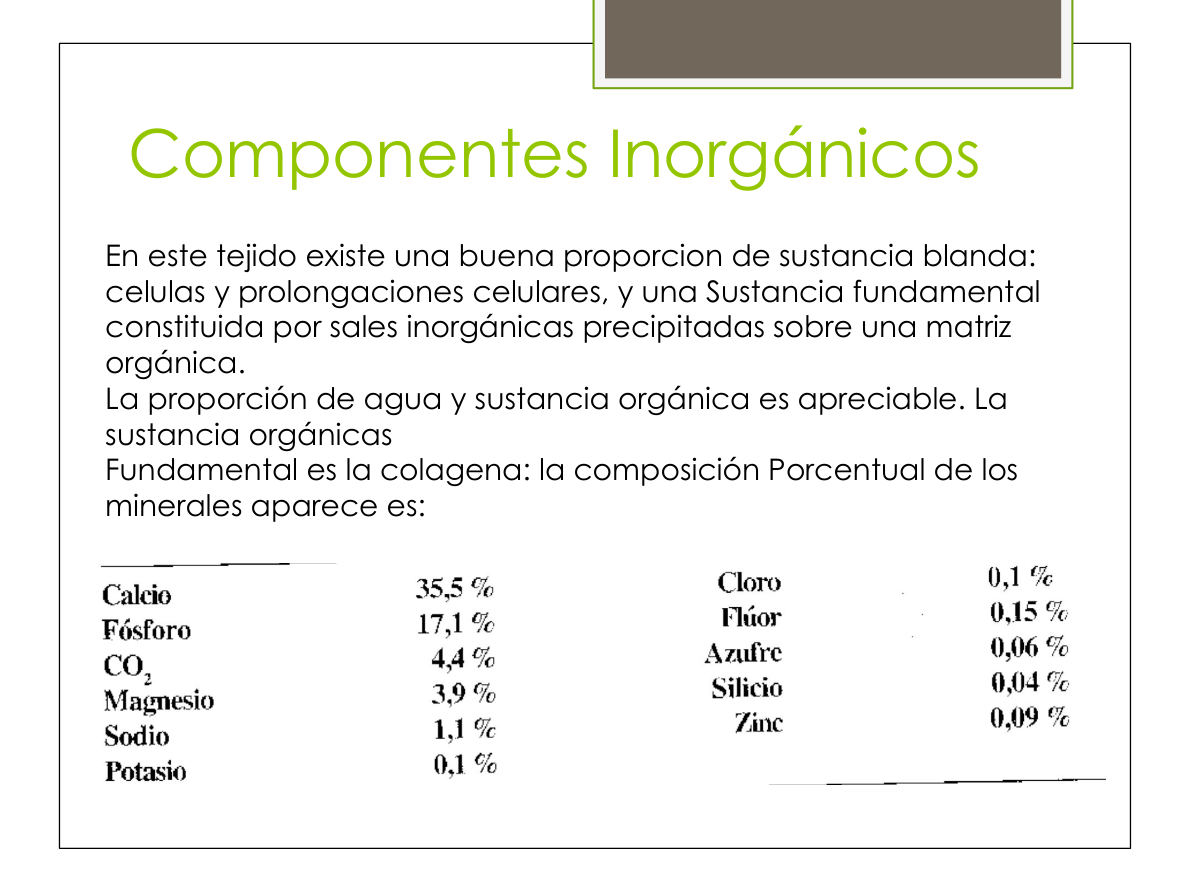 Componentes Inorgánicos
En este tejido existe una buena proporcion de sustancia blanda:
celulas y prolongaciones celulares, y una Sustancia fundamental
constituida por sales inorgánicas precipitadas sobre una matriz
orgánica.
La proporción de agua y sustancia orgánica es apreciable. La
sustancia orgánicas
Fundamental es la colagena: la composición Porcentual de los
minerales aparece es:
Calcio 35,5 %
Fósforo 17,1 %
CO₂ 4,4 %
Magnesio 3,9 %
Sodio 1,1 %
Potasio 0,1 %
Cloro 0,1 %
Flúor 0,15 %
Azufre 0,06 %
Silicio 0,04 %
Zinc 0,09 %